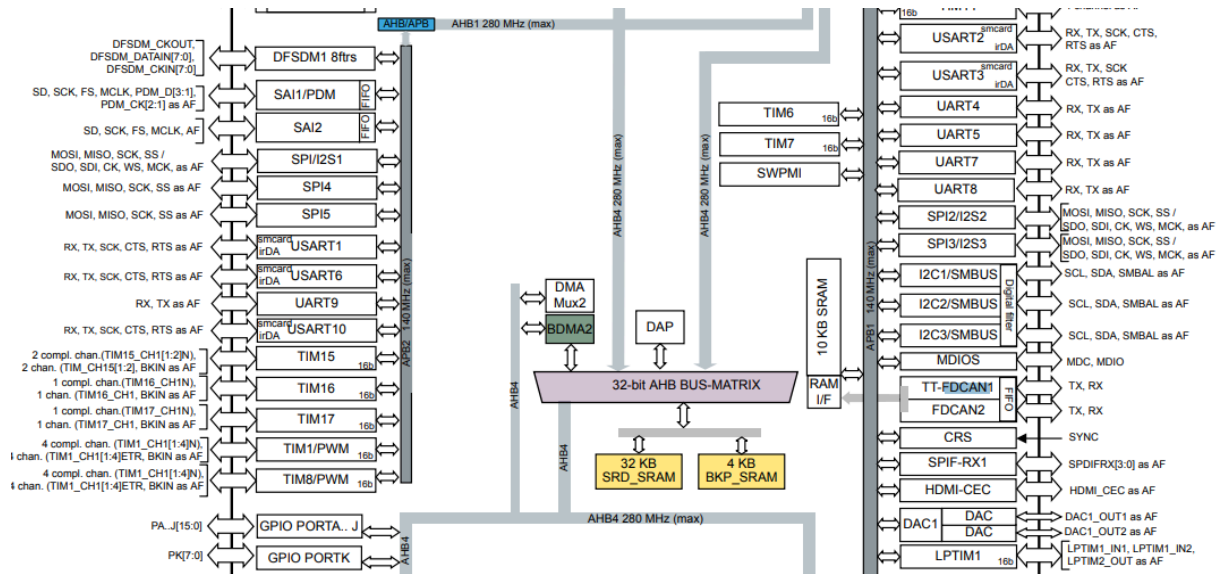 AHB/APB
AHB1 280 MHz (max)
DFSDM_CKOUT,
DFSDM_DATAIN[7:0],
DFSDM_CKIN[7:0]
DFSDM1 8ftrs
SD, SCK, FS, MCLK, PDM_D[3:1],
PDM_CK[2:1] as AF
SAI1/PDM
FIFO
SD, SCK, FS, MCLK, AF
SAI2
FIFO
MOSI, MISO, SCK, SS /
SDO, SDI, CK, WS, MCK, as AF
SPI/I2S1
MOSI, MISO, SCK, SS as AF
SPI4
MOSI, MISO, SCK, SS as AF
SPI5
RX, TX, SCK, CTS, RTS as AF
smcard
irDA
USART1
RX, TX, SCK, CTS, RTS as AF
smcard
irDA
USART6
RX, TX as AF
UART9
RX, TX, SCK, CTS, RTS as AF
smcard
irDA
USART10
2 compl. chan.(TIM15_CH1[1:2]N),
2 chan. (TIM_CH15[1:2], BKIN as AF
TIM15
16b
1 compl. chan.(TIM16_CH1N),
1 chan. (TIM16_CH1, BKIN as AF
TIM16
16b
1 compl. chan.(TIM17_CH1N),
1 chan. (TIM17_CH1, BKIN as AF
TIM17
16b
4 compl. chan. (TIM1_CH1[1:4]N),
chan. (TIM1_CH1[1:4]ETR, BKIN as AF
TIM1/PWM
16b
4 compl. chan. (TIM1_CH1[1:4]N),
chan. (TIM1_CH1[1:4]ETR, BKIN as AF
TIM8/PWM
16b
PA..J[15:0]
GPIO PORTA.. J
PK[7:0]
GPIO PORTK
APB2 140 MHz (max)
AHB4
AHB4
AHB4
AHB4 280 MHz (max)
AHB4 280 MHz (max)
AHB4 280 MHz (max)
DMA
Mux2
BDMA2
DAP
32-bit AHB BUS-MATRIX
32 KB
SRD_SRAM
4 KB
BKP_SRAM
TIM6
16b
TIM7
16b
SWPMI
10 KB SRAM
RAM
I/F
APB1 140 MHz (max)
16b
USART2
smcard
irDA
RX, TX, SCK, CTS,
RTS as AF
USART3
smcard
irDA
RX, TX, SCK
CTS, RTS as AF
UART4
RX, TX as AF
UART5
RX, TX as AF
UART7
RX, TX as AF
UART8
RX, TX as AF
SPI2/I2S2
MOSI, MISO, SCK, SS /
SDO, SDI, CK, WS, MCK, as AF
SPI3/I2S3
MOSI, MISO, SCK, SS /
SDO, SDI, CK, WS, MCK, as AF
I2C1/SMBUS
SCL, SDA, SMBAL as AF
I2C2/SMBUS
SCL, SDA, SMBAL as AF
I2C3/SMBUS
SCL, SDA, SMBAL as AF
Digital filter
MDIOS
MDC, MDIO
TT-FDCAN1
TX, RX
FDCAN2
TX, RX
FIFO
CRS
SYNC
SPIF-RX1
SPDIFRX[3:0] as AF
HDMI-CEC
HDMI_CEC as AF
DAC1
DAC
DAC
DAC1_OUT1 as AF
DAC1_OUT2 as AF
LPTIM1
16b
LPTIM1_IN1, LPTIM1_IN2,
LPTIM2_OUT as AF